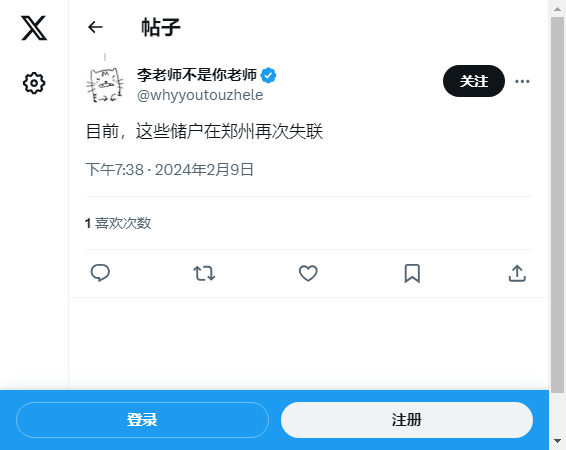 帖子
李老师不是你老师
@whyyoutouzhele
关注
目前，这些储户在郑州再次失联
下午7:38 · 2024年2月9日
1 喜欢次数
登录
注册